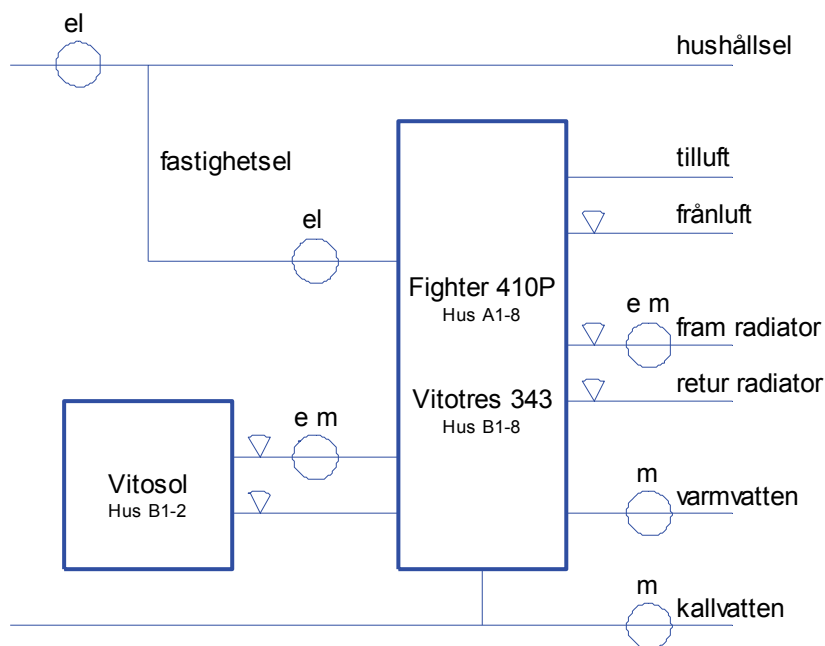 el
hushållsel
fastighetsel
tilluft
el
frånluft
Fighter 410P
Hus A1-8
e m
fram radiator
retur radiator
Vitotres 343
Hus B1-8
e m
Vitosol
Hus B1-2
m
varmvatten
m
kallvatten